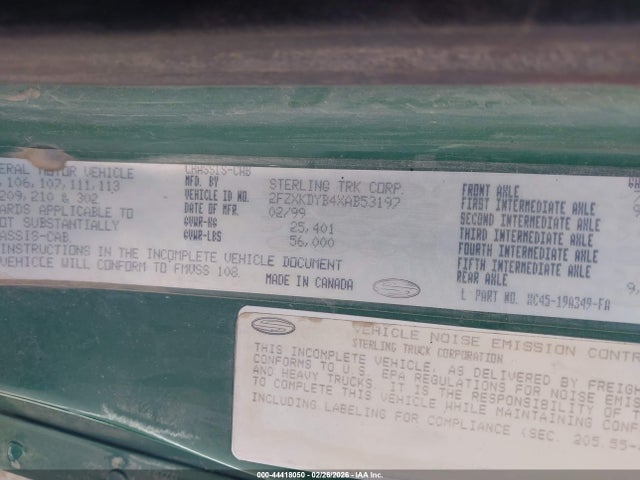 ERAL MOTOR VEHICLE
106, 107, 111, 113
209, 210 & 302
ARDS APPLICABLE TO
OT SUBSTANTIALLY
HASSIS-CAB.
INSTRUCTIONS IN THE INCOMPLETE VEHICLE DOCUMENT
VEHICLE WILL CONFORM TO FMVSS 108.
CHASSIS-CAB
MFD. BY STERLING TRK CORP.
VEHICLE ID NO. 2FZXKDYB4XAB53197
DATE OF MFD. 02/99
GVWR-KG 25,401
GVWR-LBS 56,000
MADE IN CANADA
FRONT AXLE
FIRST INTERMEDIATE AXLE
SECOND INTERMEDIATE AXLE
THIRD INTERMEDIATE AXLE
FOURTH INTERMEDIATE AXLE
FIFTH INTERMEDIATE AXLE
REAR AXLE 9,
L PART NO. XC45-19A349-FA
VEHICLE NOISE EMISSION CONTR
STERLING TRUCK CORPORATION
THIS INCOMPLETE VEHICLE, AS DELIVERED BY FREIG
CONFORMS TO U.S. EPA REGULATIONS FOR NOISE EMIS
AND HEAVY TRUCKS. IT IS THE RESPONSIBILITY OF
TO COMPLETE THIS VEHICLE WHILE MAINTAINING CONF
INCLUDING LABELING FOR COMPLIANCE (SEC. 205.55-
000-44418050 (02/26/2026) IAA Inc.